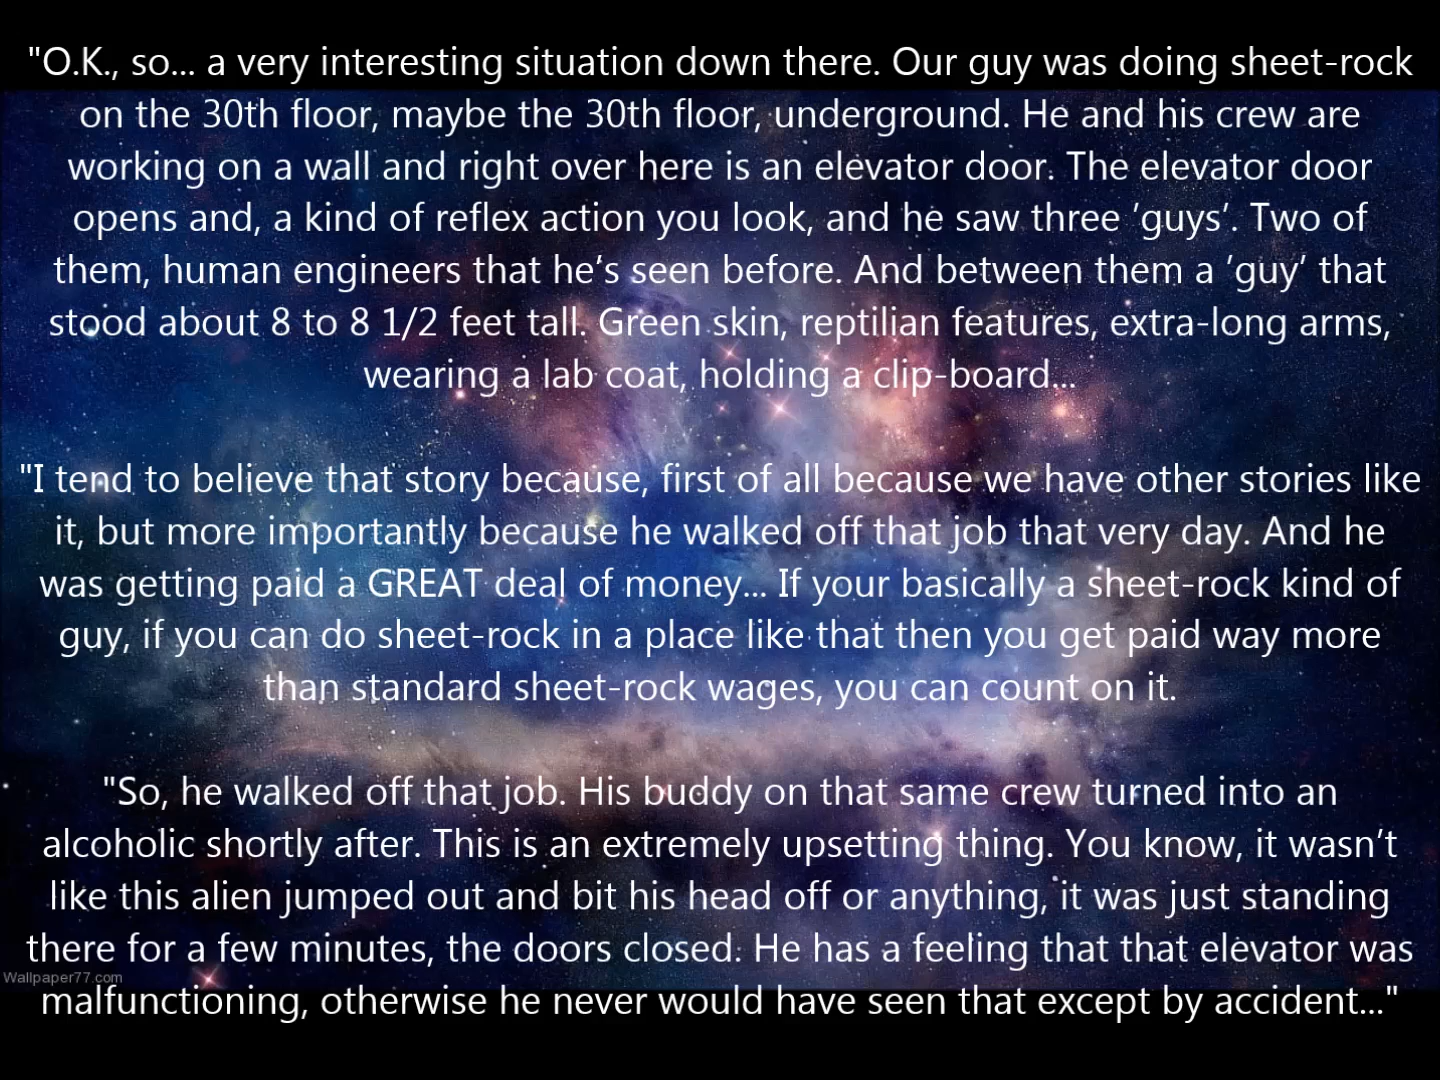 "O.K., so... a very interesting situation down there. Our guy was doing sheet-rock
on the 30th floor, maybe the 30th floor, underground. He and his crew are
working on a wall and right over here is an elevator door. The elevator door
opens and, a kind of reflex action you look, and he saw three ‘guys’. Two of
them, human engineers that he‘s seen before. And between them a ‘guy’ that
stood about 8 to 8 1/2 feet tall. Green skin, reptilian features, extra-long arms,
wearing a lab coat, holding a clip-board...
"I tend to believe that story because, first of all because we have other stories like
it, but more importantly because he walked off that job that very day. And he
was getting paid a GREAT deal of money... If your basically a sheet-rock kind of
guy, if you can do sheet-rock in a place like that then you get paid way more
than standard sheet-rock wages, you can count on it.
"So, he walked off that job. His buddy on that same crew turned into an
alcoholic shortly after. This is an extremely upsetting thing. You know, it wasn’t
like this alien jumped out and bit his head off or anything, it was just standing
there for a few minutes, the doors closed. He has a feeling that that elevator was
Wallpaper77.com
malfunctioning, otherwise he never would have seen that except by accident..."